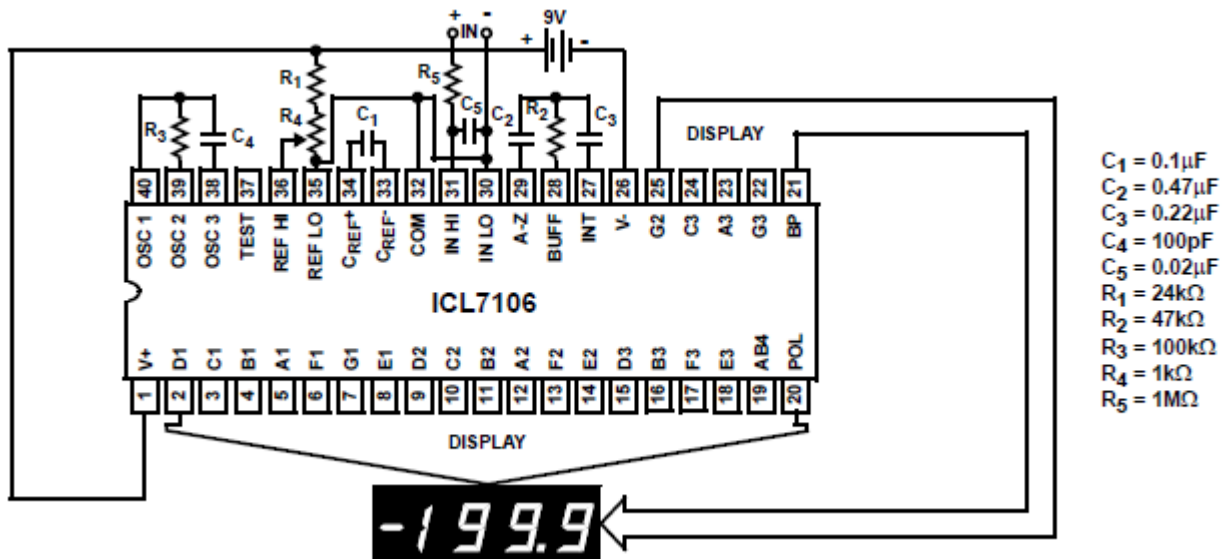 + - IN
9V
+ -
R1
R5
R4
C1
C5
C2
R2
C3
R3
C4
DISPLAY
40 39 38 37 36 35 34 33 32 31 30 29 28 27 26 25 24 23 22 21
OSC 1 OSC 2 OSC 3 TEST REF HI REF LO CREF+ CREF- COM IN HI IN LO A-Z BUFF INT V- G2 C3 A3 G3 BP
ICL7106
V+ D1 C1 B1 A1 F1 G1 E1 D2 C2 B2 A2 F2 E2 D3 B3 F3 E3 AB4 POL
1 2 3 4 5 6 7 8 9 10 11 12 13 14 15 16 17 18 19 20
DISPLAY
-199.9
C1 = 0.1μF
C2 = 0.47μF
C3 = 0.22μF
C4 = 100pF
C5 = 0.02μF
R1 = 24kΩ
R2 = 47kΩ
R3 = 100kΩ
R4 = 1kΩ
R5 = 1MΩ